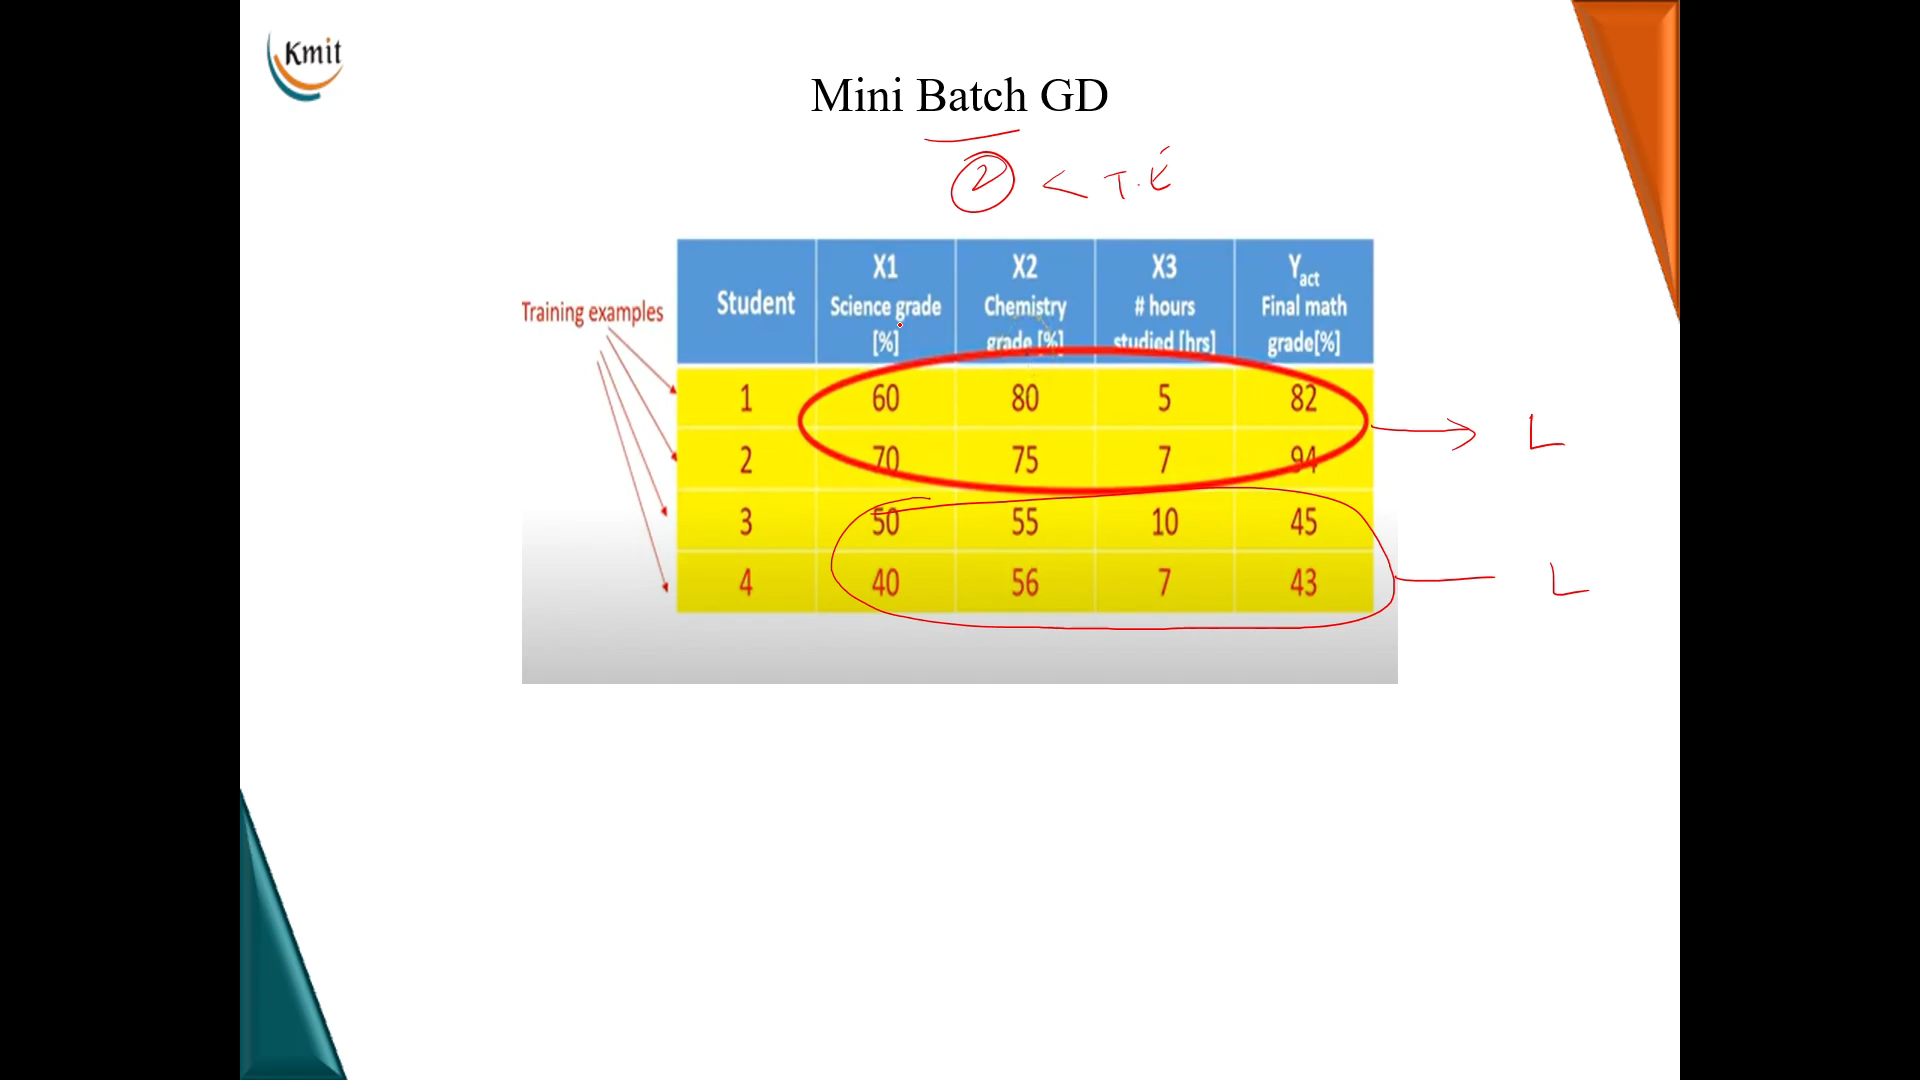 Kmit
Mini Batch GD
2 < T.E
Training examples
Student X1 Science grade [%] X2 Chemistry grade [%] X3 # hours studied [hrs] Yact Final math grade[%]
1 60 80 5 82
L
2 70 75 7 94
3 50 55 10 45
4 40 56 7 43
L